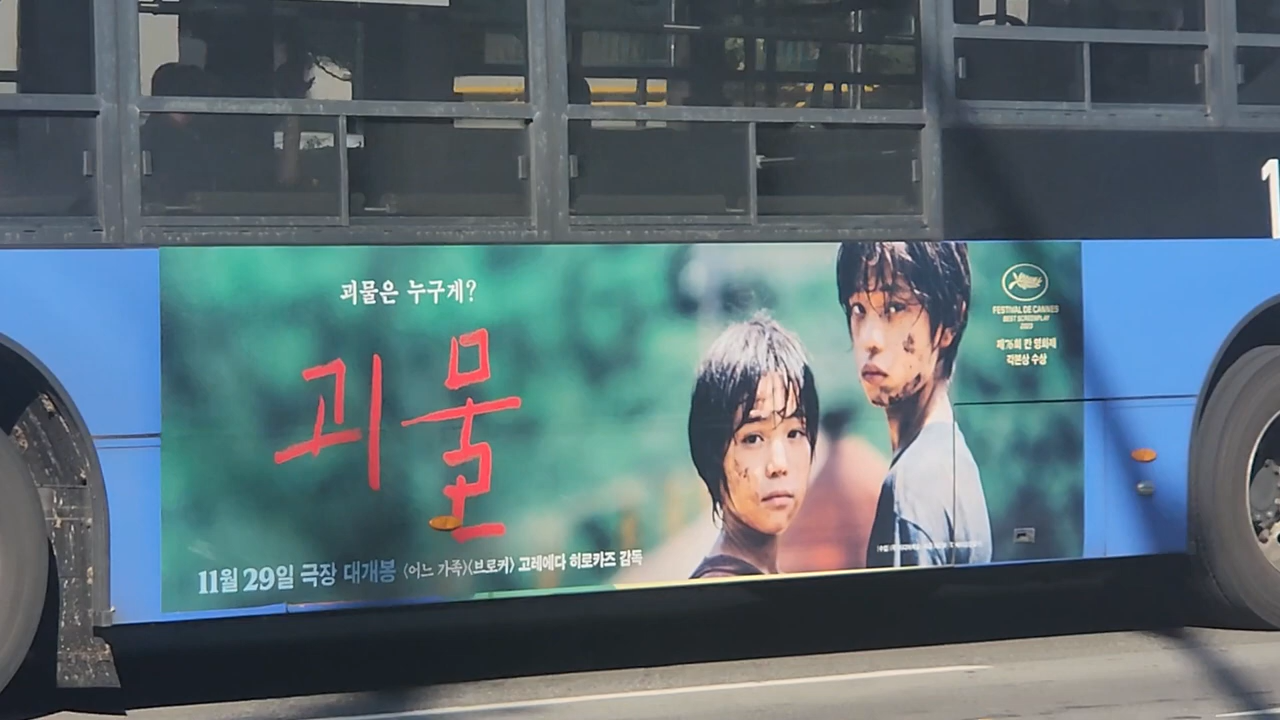 괴물은 누구게?
괴물
11월 29일 극장 대개봉 〈어느 가족〉〈브로커〉 고레에다 히로카즈 감독
FESTIVAL DE CANNES
BEST SCREENPLAY
2023
제76회 칸 영화제
각본상 수상
1